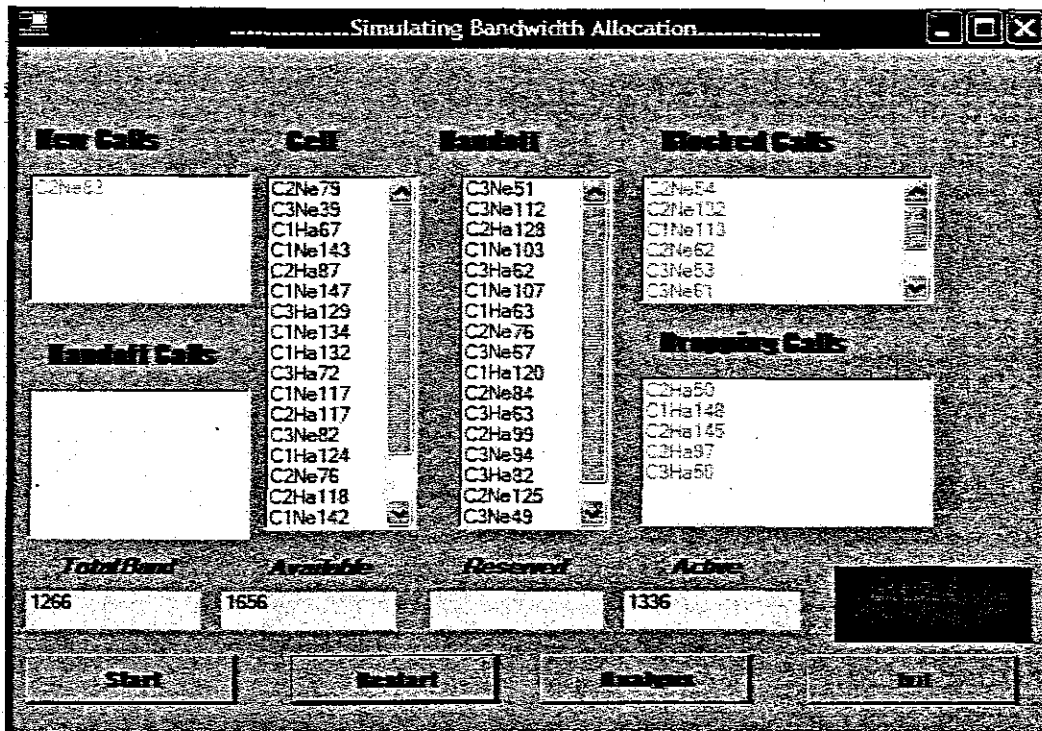 ...............Simulating Bandwidth Allocation................
New Calls
C2Ne63
Cell
C2Ne79
C3Ne39
C1Ha67
C1Ne143
C2Ha87
C1Ne147
C3Ha129
C1Ne134
C1Ha132
C3Ha72
C1Ne117
C2Ha117
C3Ne82
C1Ha124
C2Ne76
C2Ha118
C1Ne142
Handoff
C3Ne51
C3Ne112
C2Ha128
C1Ne103
C3Ha62
C1Ne107
C1Ha63
C2Ne76
C3Ne67
C1Ha120
C2Ne84
C3Ha63
C2Ha99
C3Ne94
C3Ha82
C2Ne125
C3Ne49
Blocked Calls
C2Ne54
C2Ne132
C1Ne113
C2Ne62
C3Ne53
C3Ne61
Handoff Calls
Dropping Calls
C2Ha50
C1Ha148
C2Ha145
C3Ha97
C3Ha50
Total Band
Available
Reserved
Active
1266
1656
1336
Start
Restart
Analyses
Exit